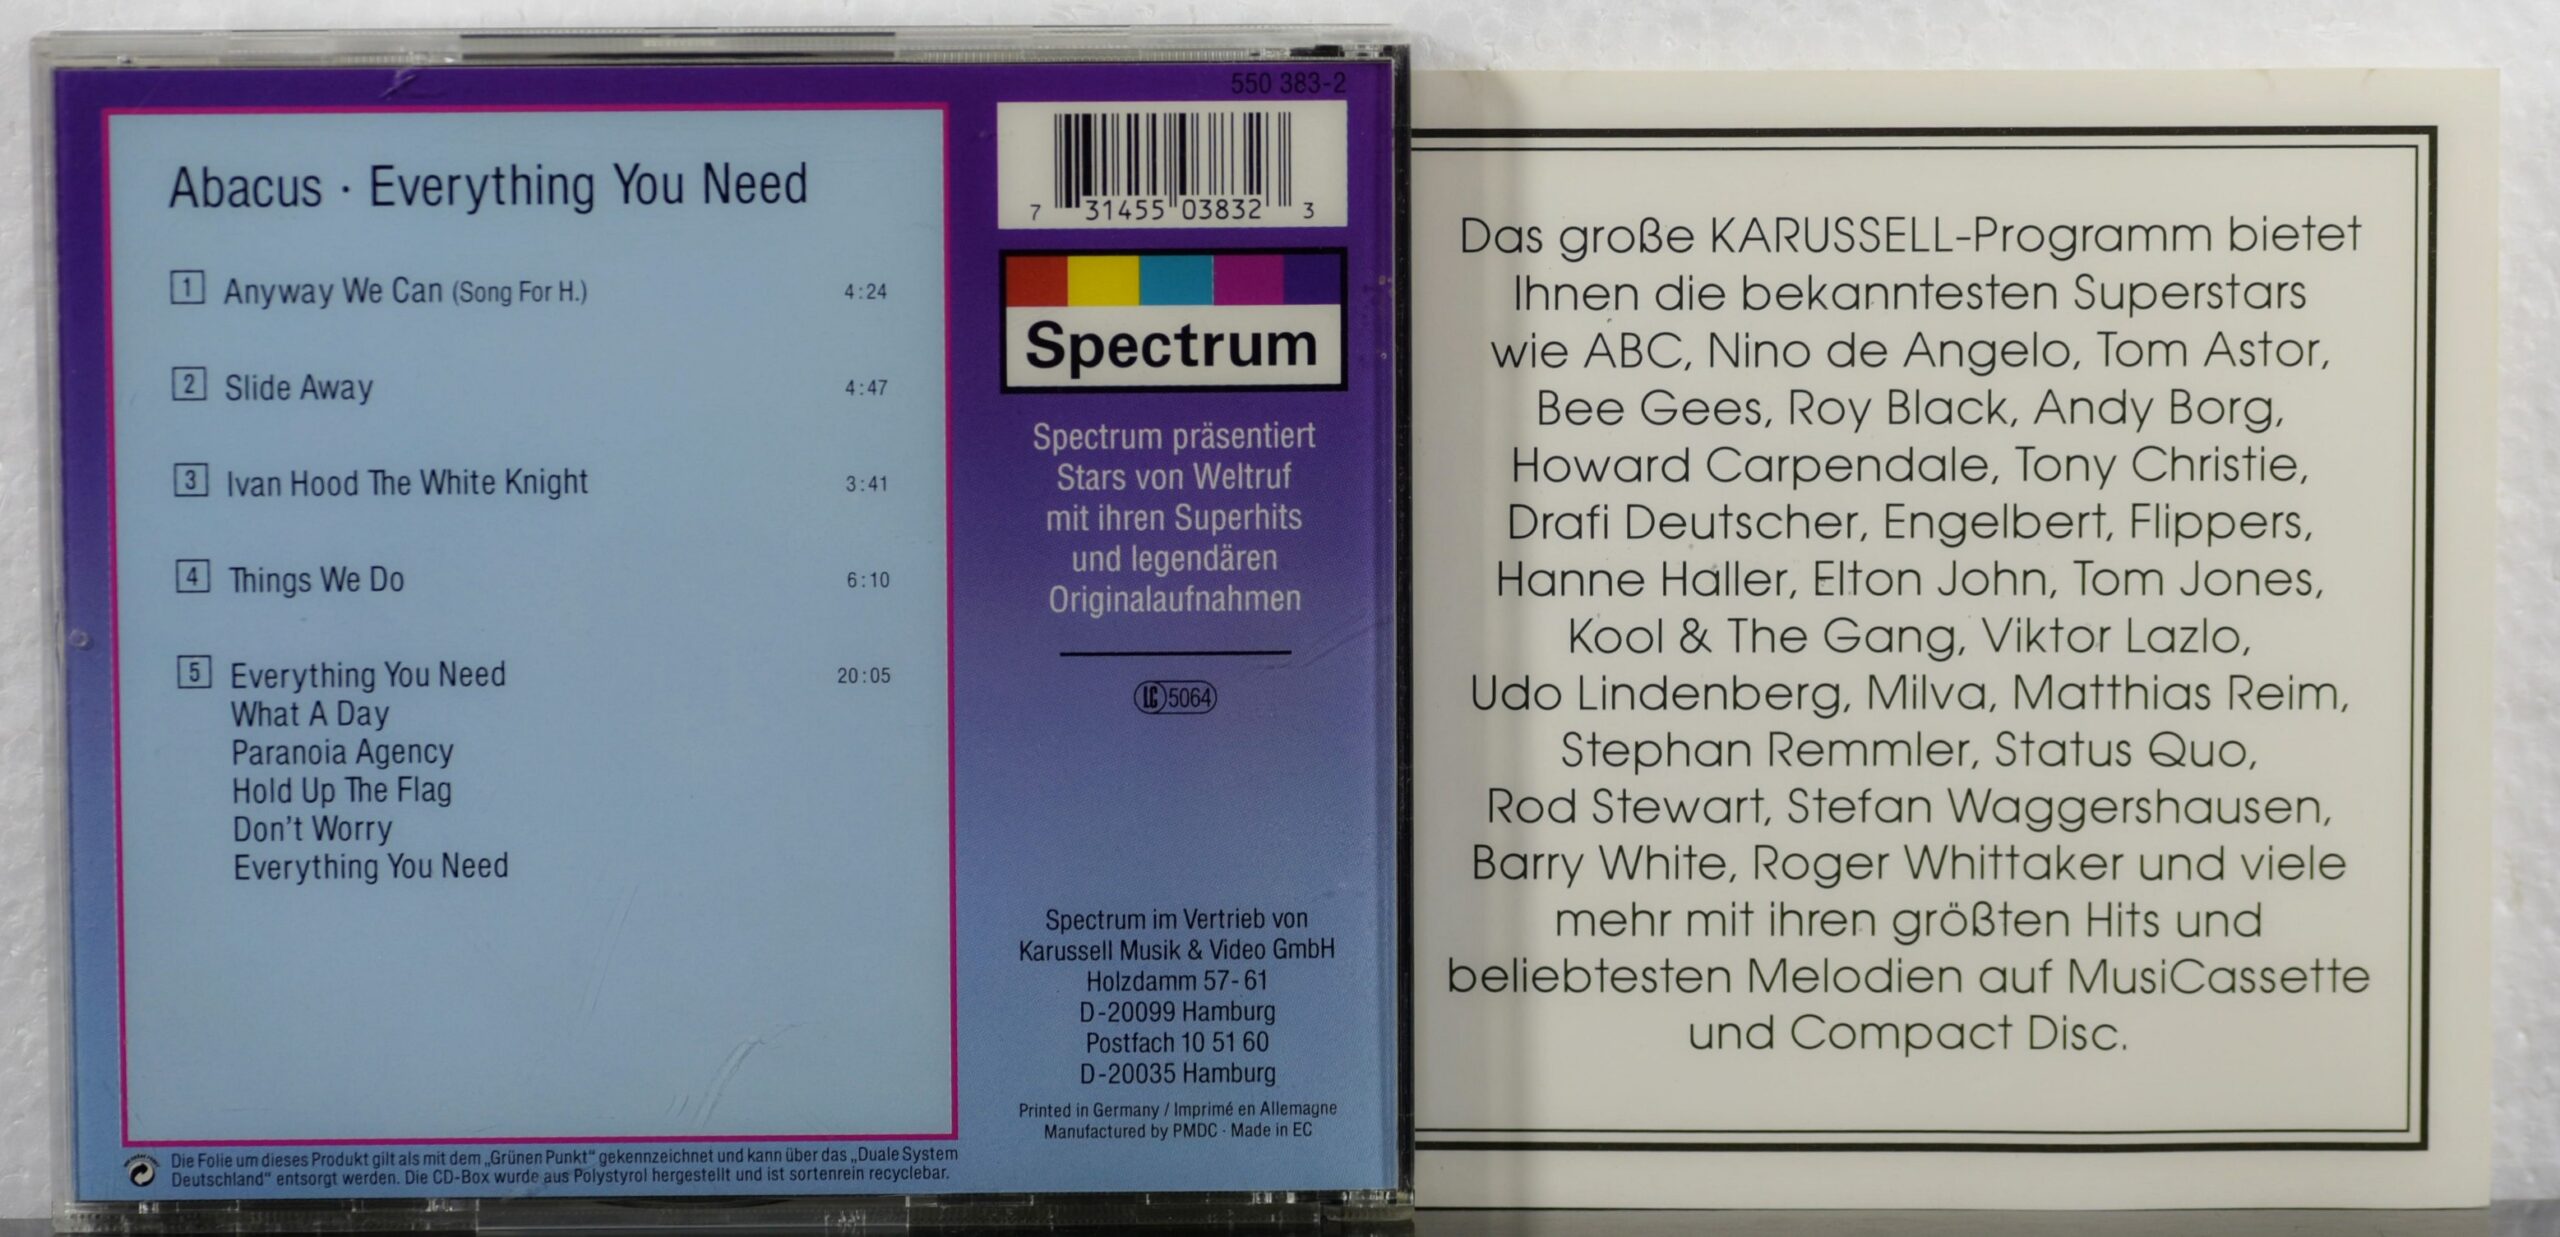 550 383-2
7 31455 03832 3
Abacus · Everything You Need
1 Anyway We Can (Song For H.) 4:24
2 Slide Away 4:47
3 Ivan Hood The White Knight 3:41
4 Things We Do 6:10
5 Everything You Need 20:05
What A Day
Paranoia Agency
Hold Up The Flag
Don't Worry
Everything You Need
Spectrum
Spectrum präsentiert
Stars von Weltruf
mit ihren Superhits
und legendären
Originalaufnahmen
LC 5064
Spectrum im Vertrieb von
Karussell Musik & Video GmbH
Holzdamm 57-61
D-20099 Hamburg
Postfach 10 51 60
D-20035 Hamburg
Printed in Germany / Imprimé en Allemagne
Manufactured by PMDC · Made in EC
Die Folie um dieses Produkt gilt als mit dem „Grünen Punkt“ gekennzeichnet und kann über das „Duale System
Deutschland“ entsorgt werden. Die CD-Box wurde aus Polystyrol hergestellt und ist sortenrein recyclebar.
Das große KARUSSELL-Programm bietet
Ihnen die bekanntesten Superstars
wie ABC, Nino de Angelo, Tom Astor,
Bee Gees, Roy Black, Andy Borg,
Howard Carpendale, Tony Christie,
Drafi Deutscher, Engelbert, Flippers,
Hanne Haller, Elton John, Tom Jones,
Kool & The Gang, Viktor Lazlo,
Udo Lindenberg, Milva, Matthias Reim,
Stephan Remmler, Status Quo,
Rod Stewart, Stefan Waggershausen,
Barry White, Roger Whittaker und viele
mehr mit ihren größten Hits und
beliebtesten Melodien auf MusiCassette
und Compact Disc.